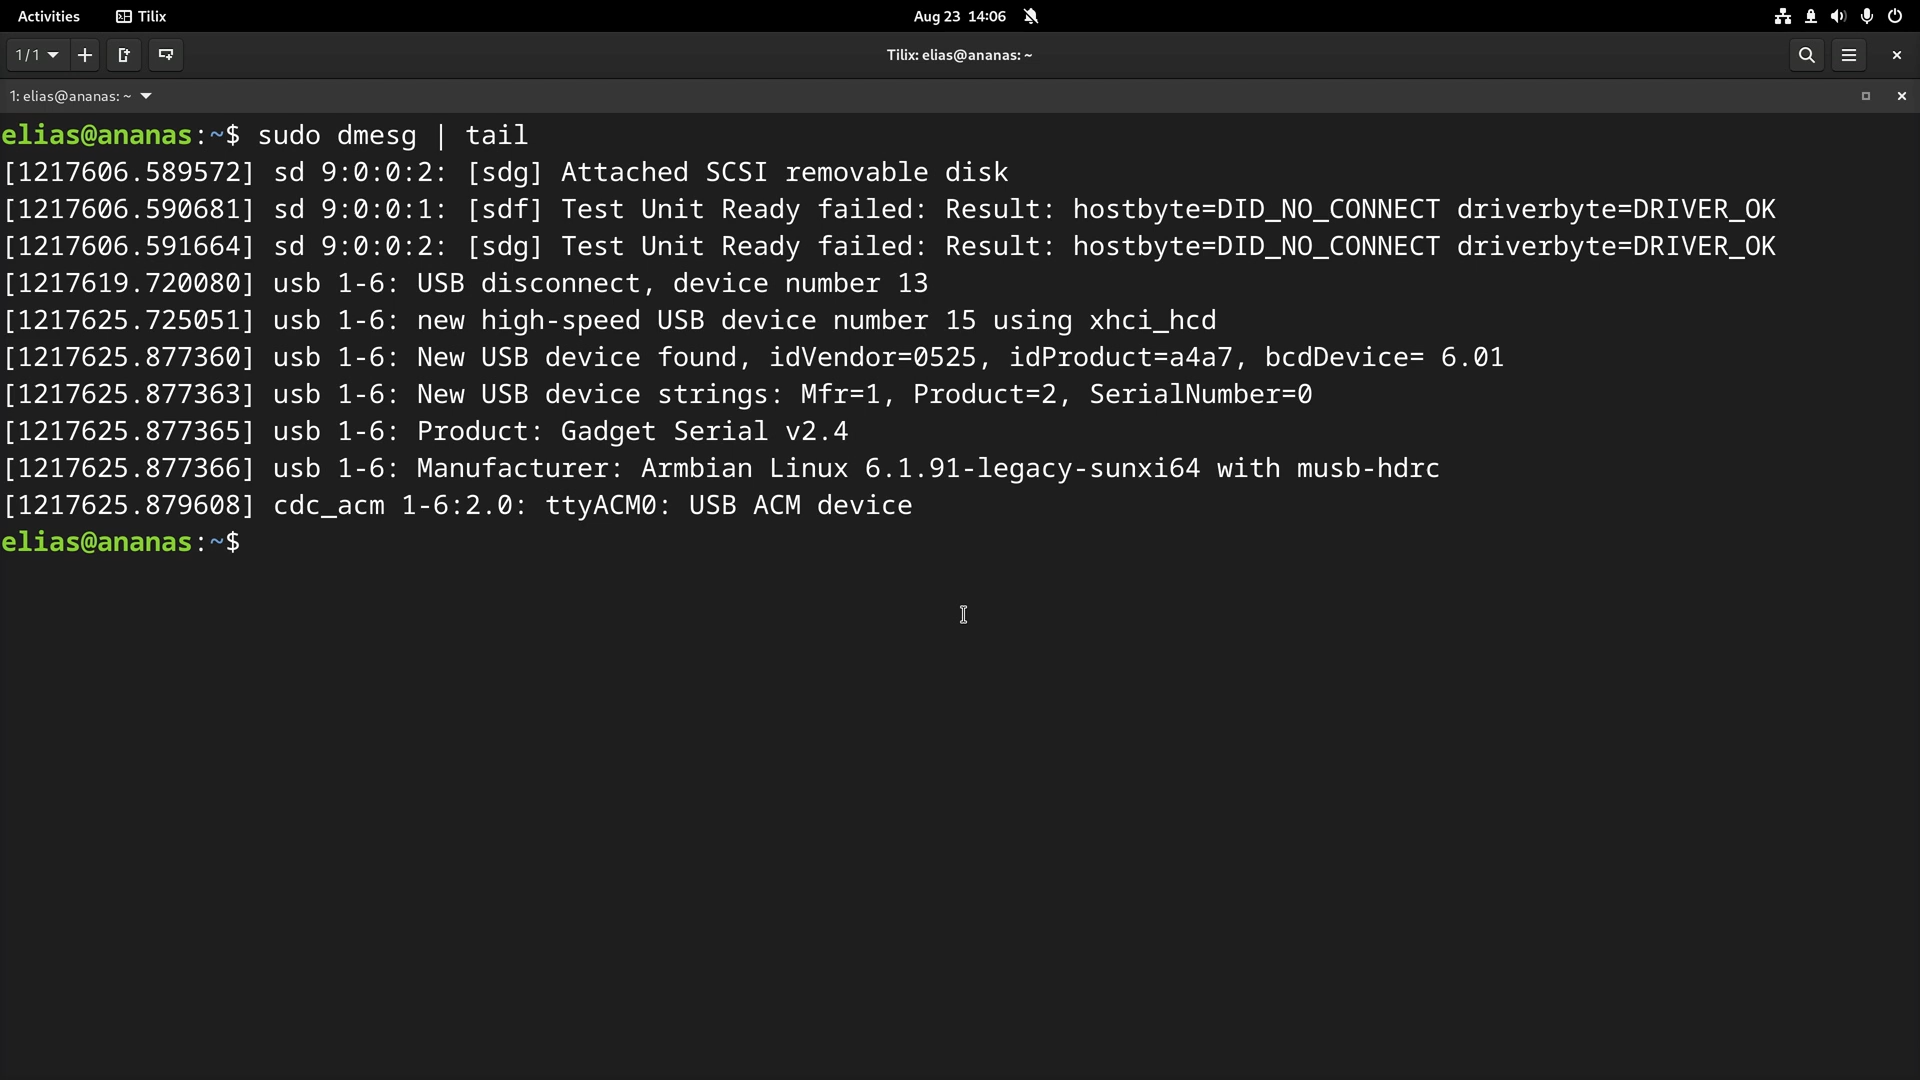 Activities Tilix Aug 23 14:06
1/1 Tilix: elias@ananas: ~
1: elias@ananas: ~
elias@ananas:~$ sudo dmesg | tail
[1217606.589572] sd 9:0:0:2: [sdg] Attached SCSI removable disk
[1217606.590681] sd 9:0:0:1: [sdf] Test Unit Ready failed: Result: hostbyte=DID_NO_CONNECT driverbyte=DRIVER_OK
[1217606.591664] sd 9:0:0:2: [sdg] Test Unit Ready failed: Result: hostbyte=DID_NO_CONNECT driverbyte=DRIVER_OK
[1217619.720080] usb 1-6: USB disconnect, device number 13
[1217625.725051] usb 1-6: new high-speed USB device number 15 using xhci_hcd
[1217625.877360] usb 1-6: New USB device found, idVendor=0525, idProduct=a4a7, bcdDevice= 6.01
[1217625.877363] usb 1-6: New USB device strings: Mfr=1, Product=2, SerialNumber=0
[1217625.877365] usb 1-6: Product: Gadget Serial v2.4
[1217625.877366] usb 1-6: Manufacturer: Armbian Linux 6.1.91-legacy-sunxi64 with musb-hdrc
[1217625.879608] cdc_acm 1-6:2.0: ttyACM0: USB ACM device
elias@ananas:~$